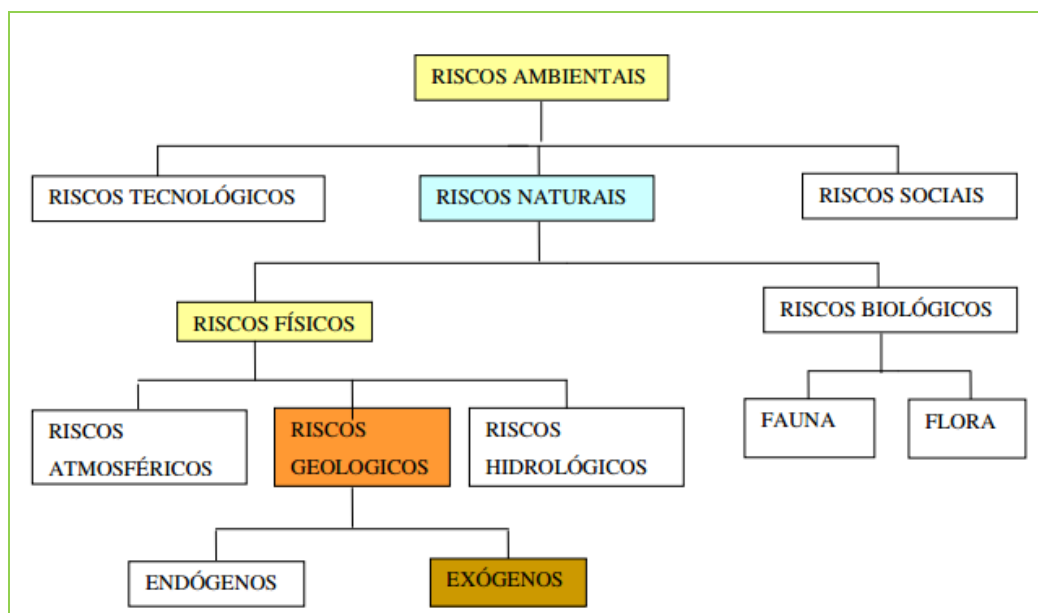 RISCOS AMBIENTAIS
RISCOS TECNOLÓGICOS
RISCOS NATURAIS
RISCOS SOCIAIS
RISCOS FÍSICOS
RISCOS BIOLÓGICOS
RISCOS
ATMOSFÉRICOS
RISCOS
GEOLOGICOS
RISCOS
HIDROLÓGICOS
FAUNA
FLORA
ENDÓGENOS
EXÓGENOS